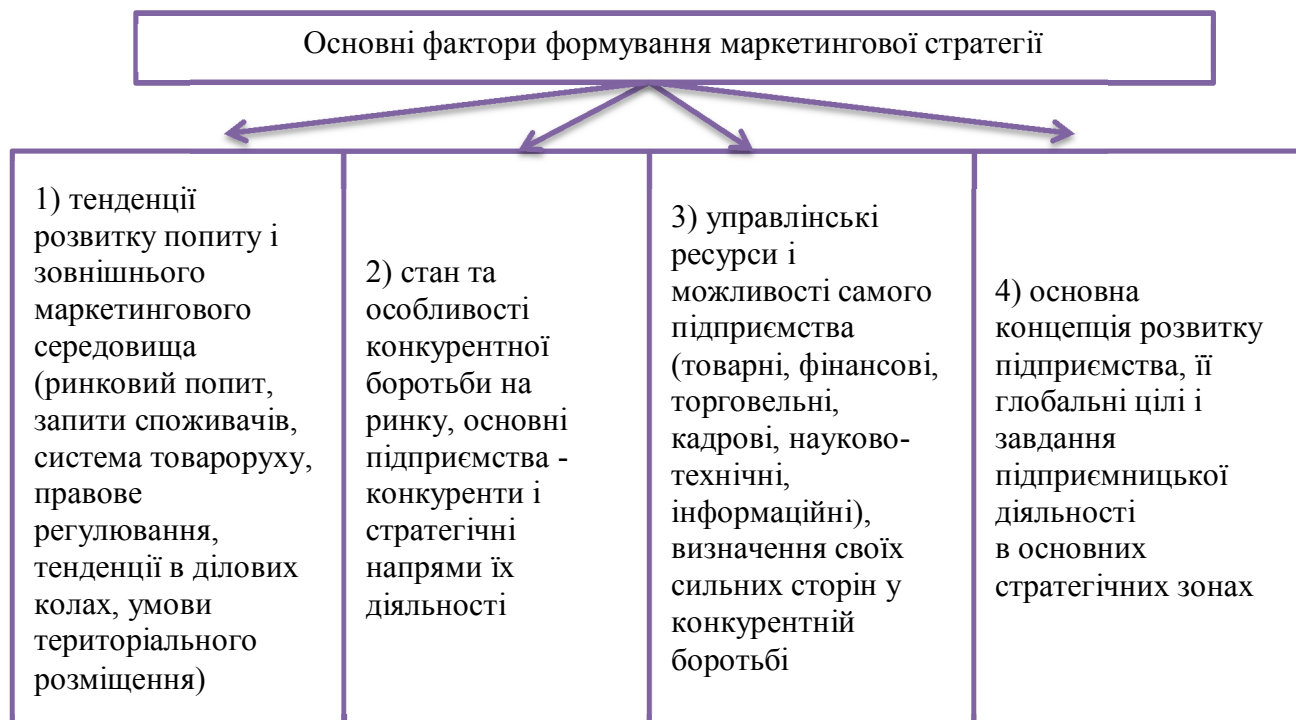 Основні фактори формування маркетингової стратегії
1) тенденції
розвитку попиту і
зовнішнього
маркетингового
середовища
(ринковий попит,
запити споживачів,
система товароруху,
правове
регулювання,
тенденції в ділових
колах, умови
територіального
розміщення)
2) стан та
особливості
конкурентної
боротьби на
ринку, основні
підприємства -
конкуренти і
стратегічні
напрями їх
діяльності
3) управлінські
ресурси і
можливості самого
підприємства
(товарні, фінансові,
торговельні,
кадрові, науково-
технічні,
інформаційні),
визначення своїх
сильних сторін у
конкурентній
боротьбі
4) основна
концепція розвитку
підприємства, її
глобальні цілі і
завдання
підприємницької
діяльності
в основних
стратегічних зонах